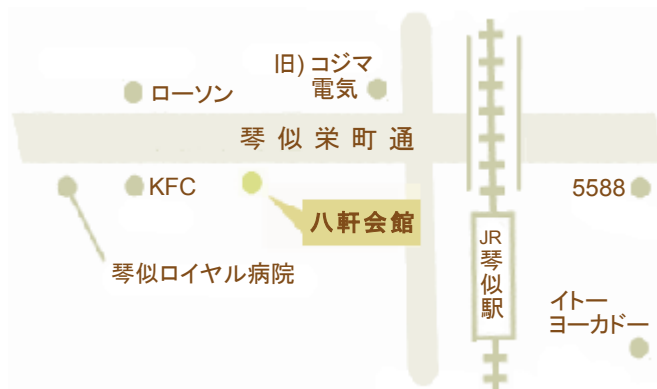 旧) コジマ
電気
ローソン
琴似栄町通
KFC
5588
八軒会館
JR
琴似駅
琴似ロイヤル病院
イトー
ヨーカドー